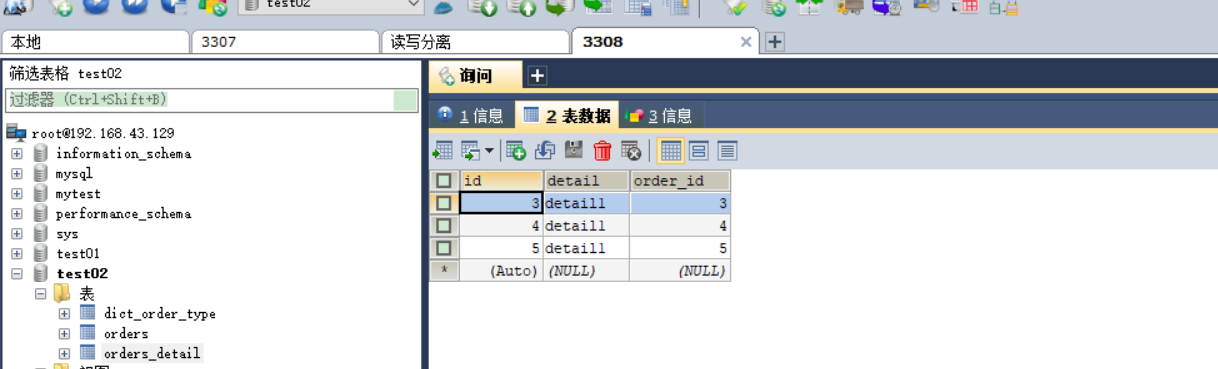 test02
本地
3307
读写分离
3308
筛选表格 test02
过滤器 (Ctrl+Shift+B)
root@192.168.43.129
information_schema
mysql
mytest
performance_schema
sys
test01
test02
表
dict_order_type
orders
orders_detail
询问
1 信息
2 表数据
3 信息
id detail order_id
3 detail1 3
4 detail1 4
5 detail1 5
* (Auto) (NULL) (NULL)